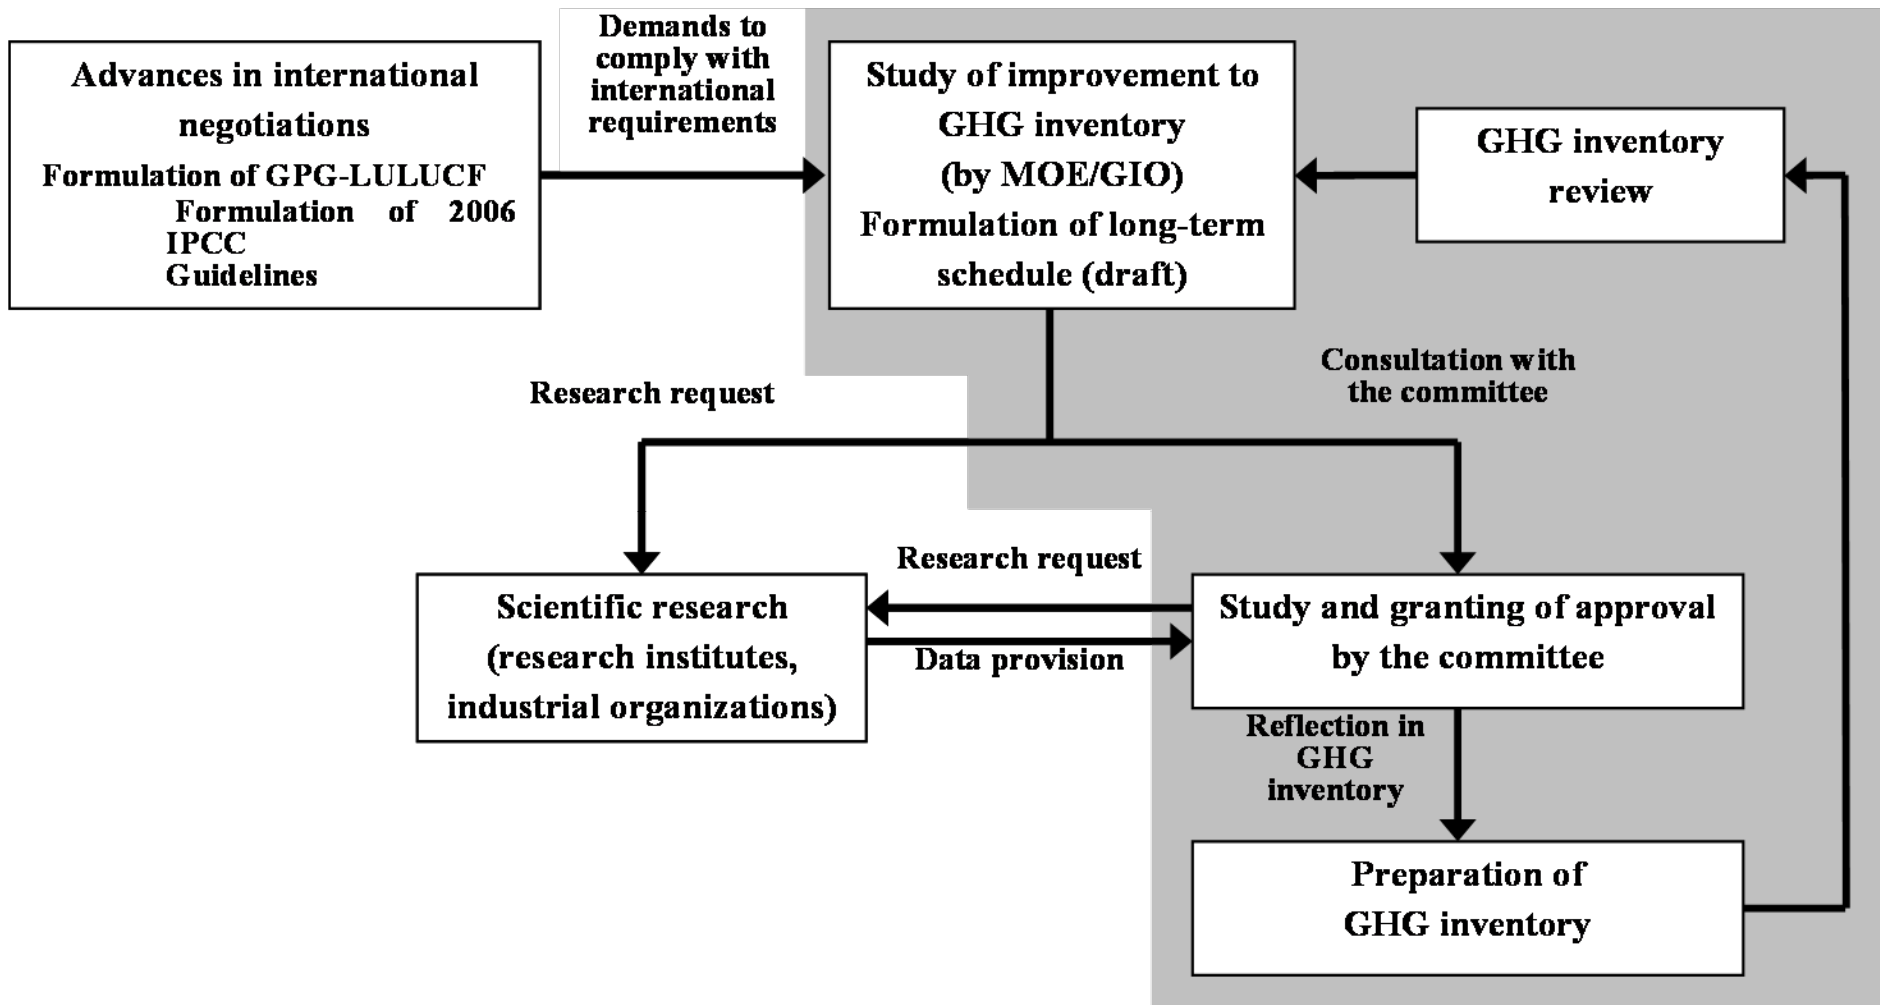 Advances in international
negotiations
Formulation of GPG-LULUCF
Formulation of 2006
IPCC
Guidelines
Demands to
comply with
international
requirements
Study of improvement to
GHG inventory
(by MOE/GIO)
Formulation of long-term
schedule (draft)
GHG inventory
review
Research request
Consultation with
the committee
Scientific research
(research institutes,
industrial organizations)
Research request
Data provision
Study and granting of approval
by the committee
Reflection in
GHG
inventory
Preparation of
GHG inventory